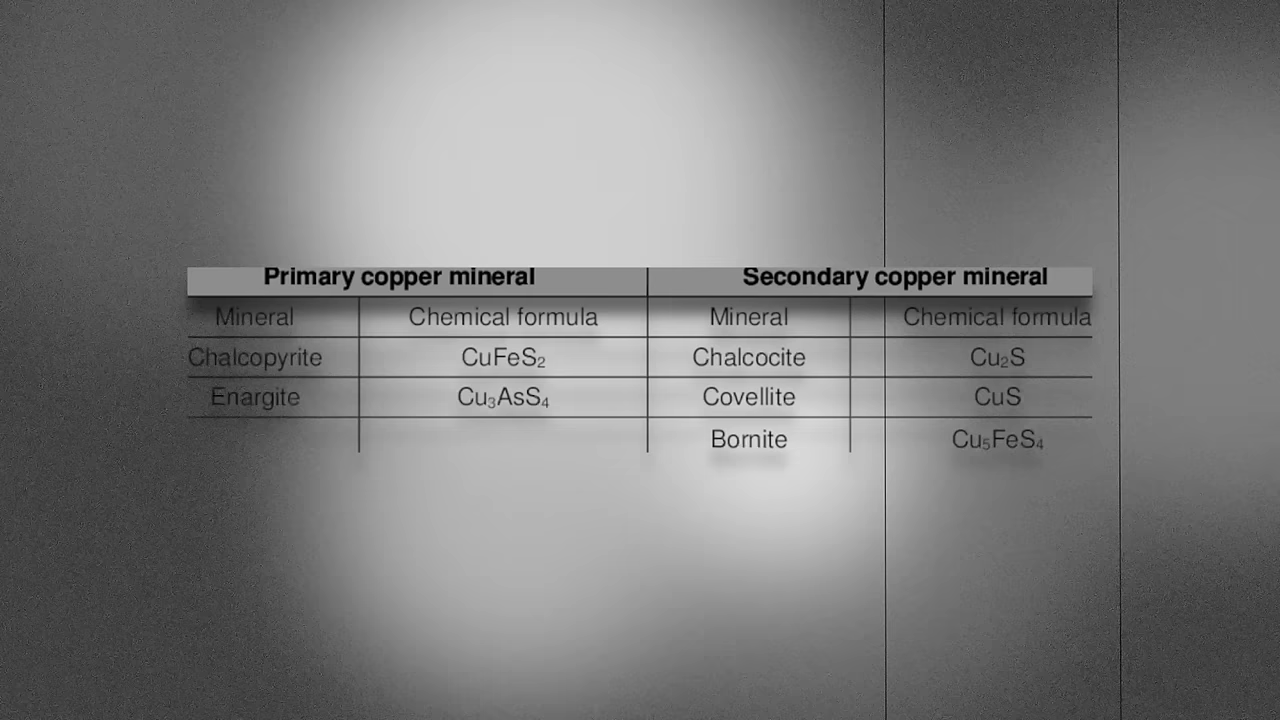 Primary copper mineral Secondary copper mineral
Mineral Chemical formula Mineral Chemical formula
Chalcopyrite CuFeS₂ Chalcocite Cu₂S
Enargite Cu₃AsS₄ Covellite CuS
Bornite Cu₅FeS₄